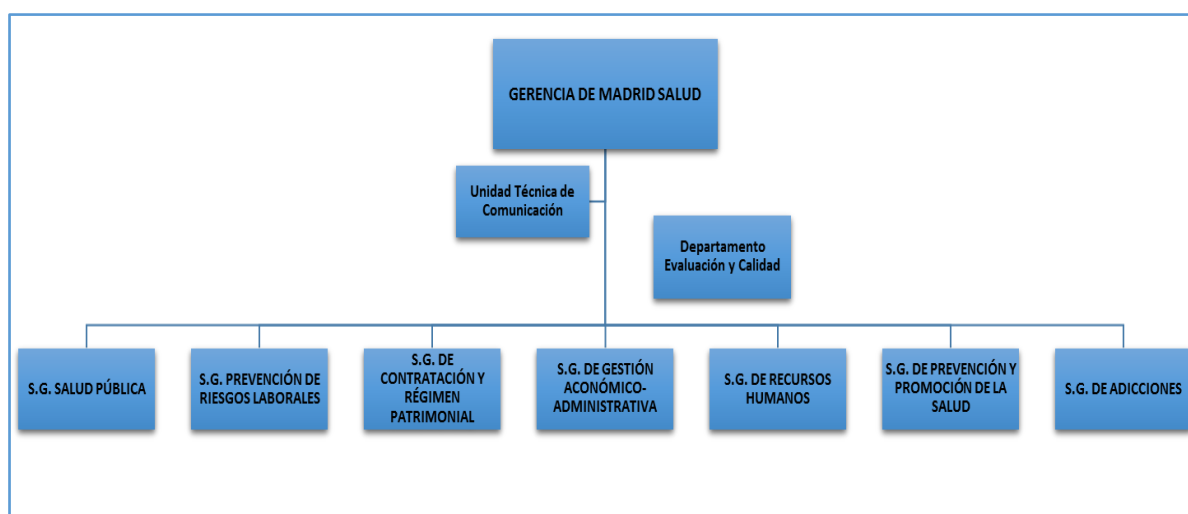 GERENCIA DE MADRID SALUD
Unidad Técnica de
Comunicación
Departamento
Evaluación y Calidad
S.G. SALUD PÚBLICA
S.G. PREVENCIÓN DE
RIESGOS LABORALES
S.G. DE
CONTRATACIÓN Y
RÉGIMEN
PATRIMONIAL
S.G. DE GESTIÓN
ACONÓMICO-
ADMINISTRATIVA
S.G. DE RECURSOS
HUMANOS
S.G. DE PREVENCIÓN Y
PROMOCIÓN DE LA
SALUD
S.G. DE ADICCIONES